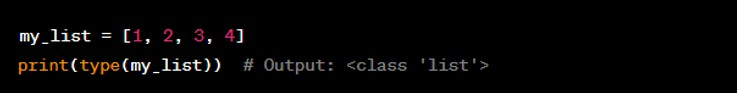 my_list = [1, 2, 3, 4]
print(type(my_list))  # Output: <class 'list'>